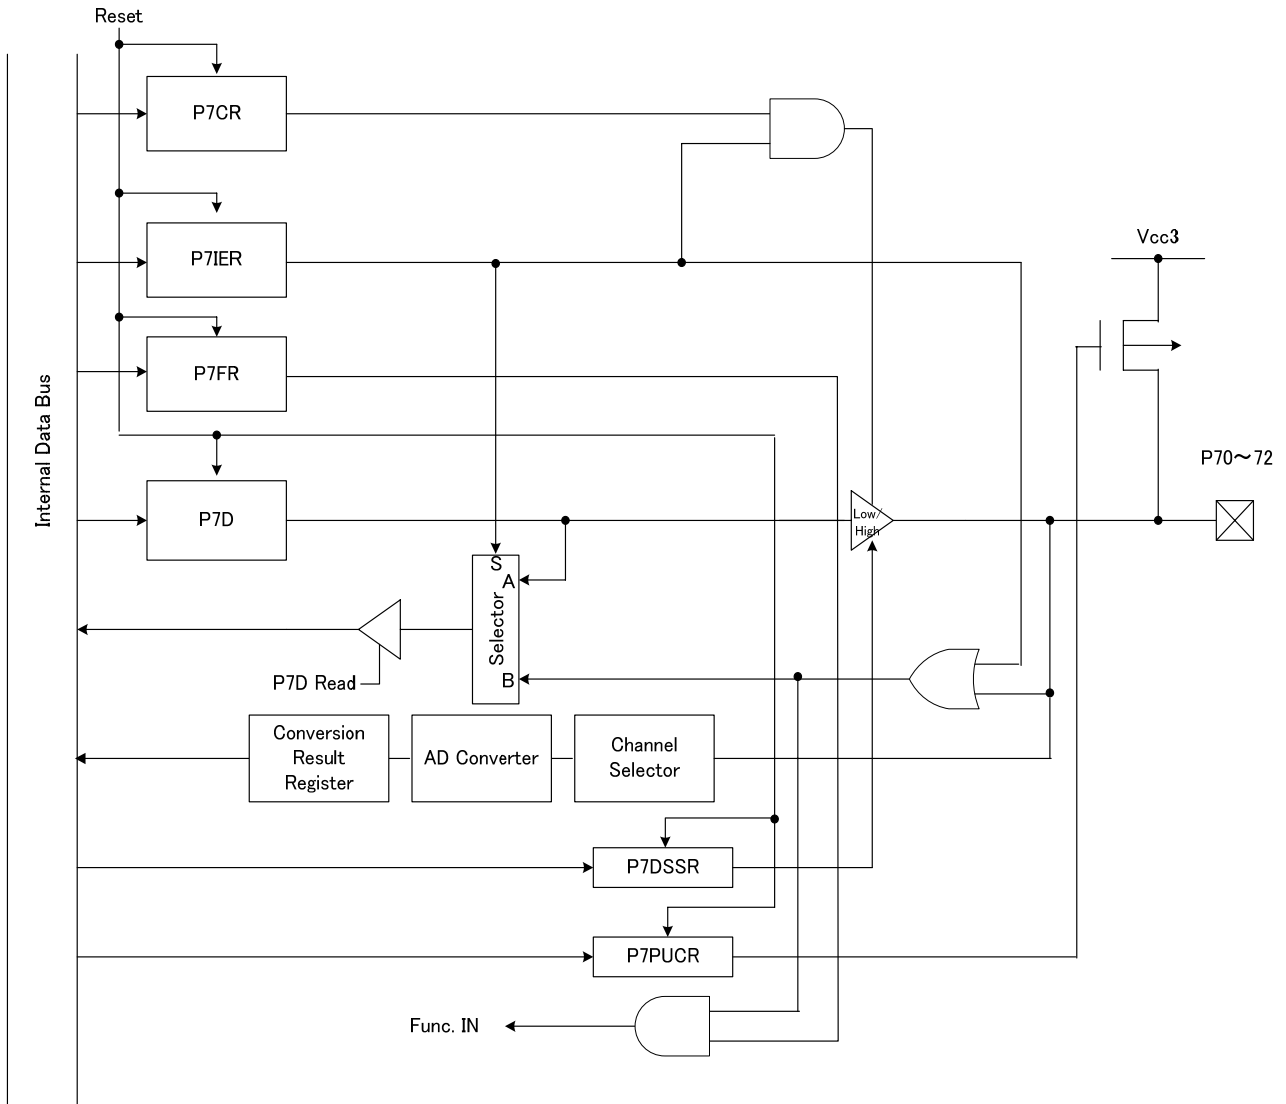 Reset
P7CR
P7IER
Vcc3
P7FR
Internal Data Bus
P70～72
P7D
Low/
High
S
A
Selector
B
P7D Read
Conversion
Result
Register
AD Converter
Channel
Selector
P7DSSR
P7PUCR
Func. IN